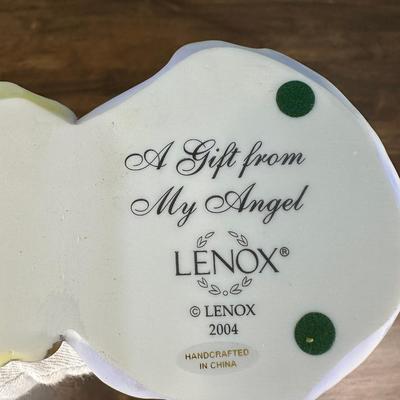 A Gift from
My Angel
LENOX®
© LENOX
2004
HANDCRAFTED
IN CHINA